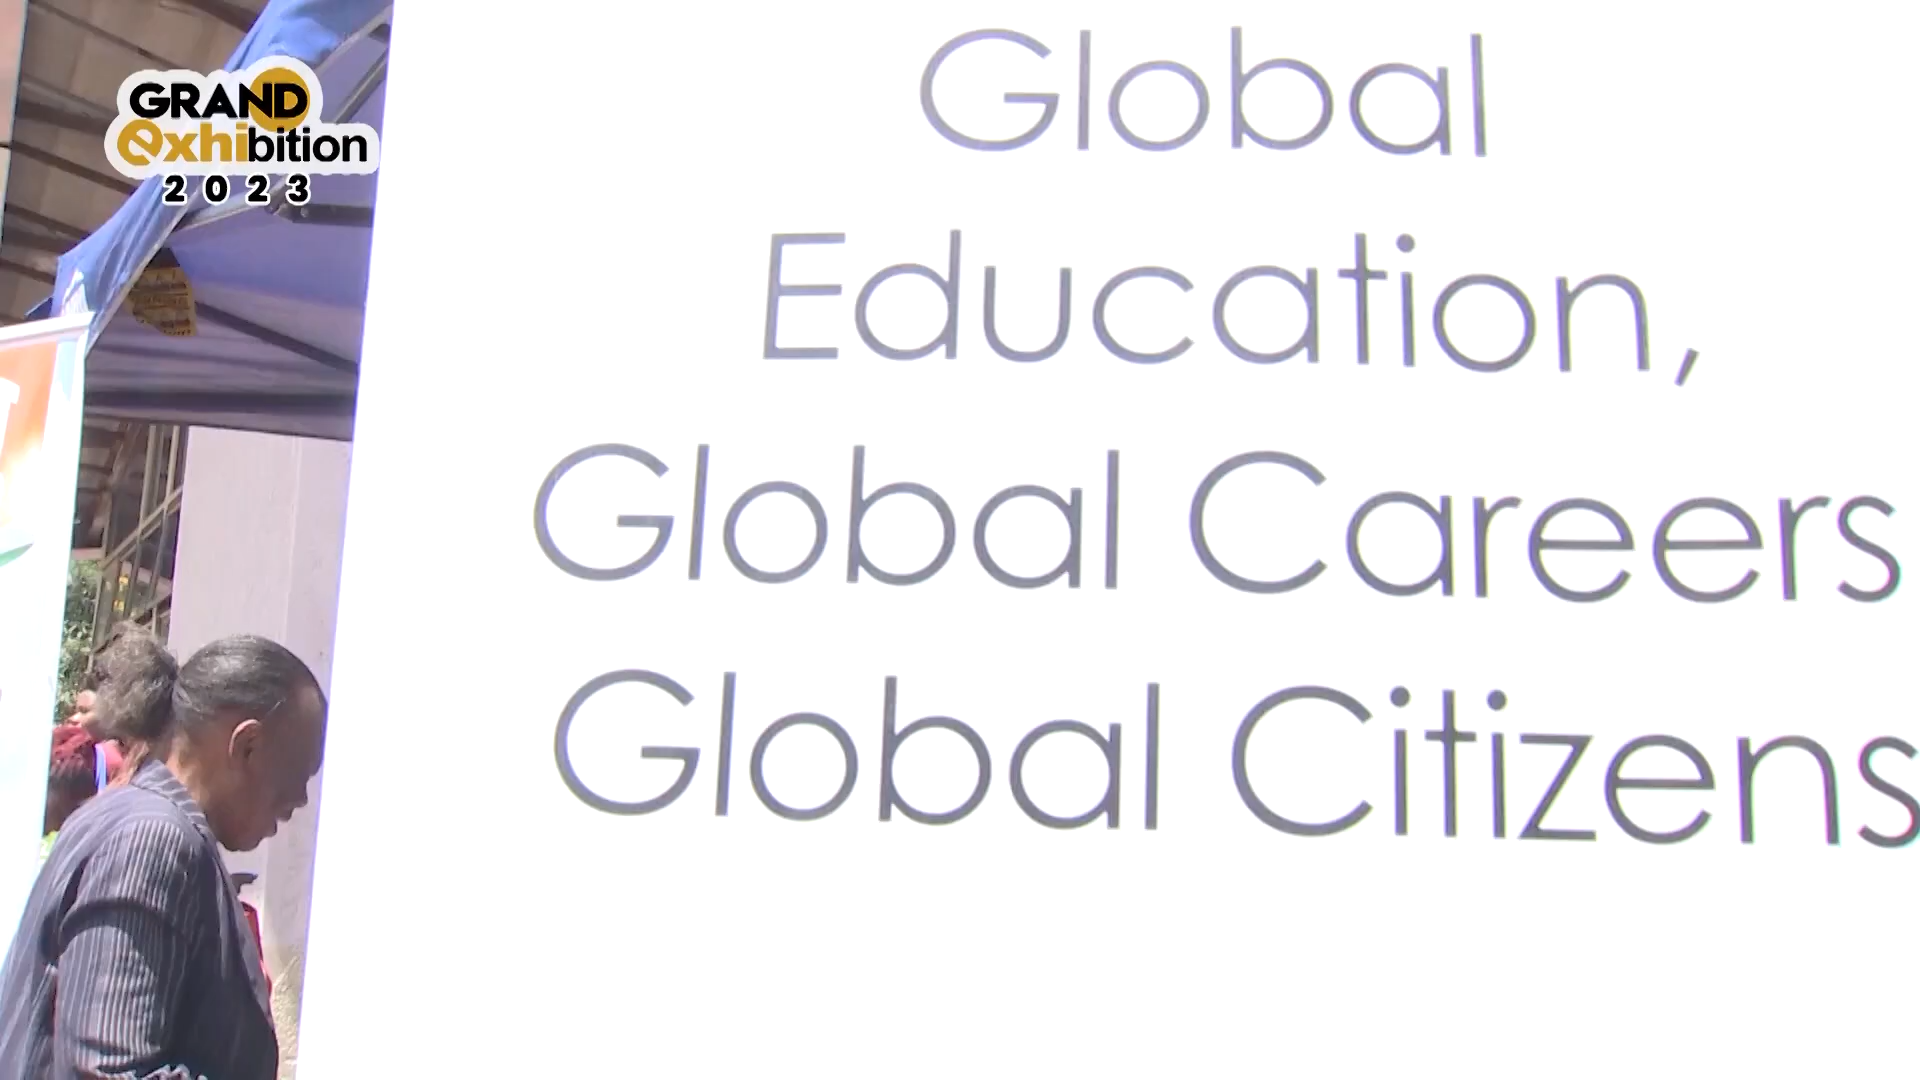 GRAND
exhibition
2023
Global
Education,
Global Careers
Global Citizens